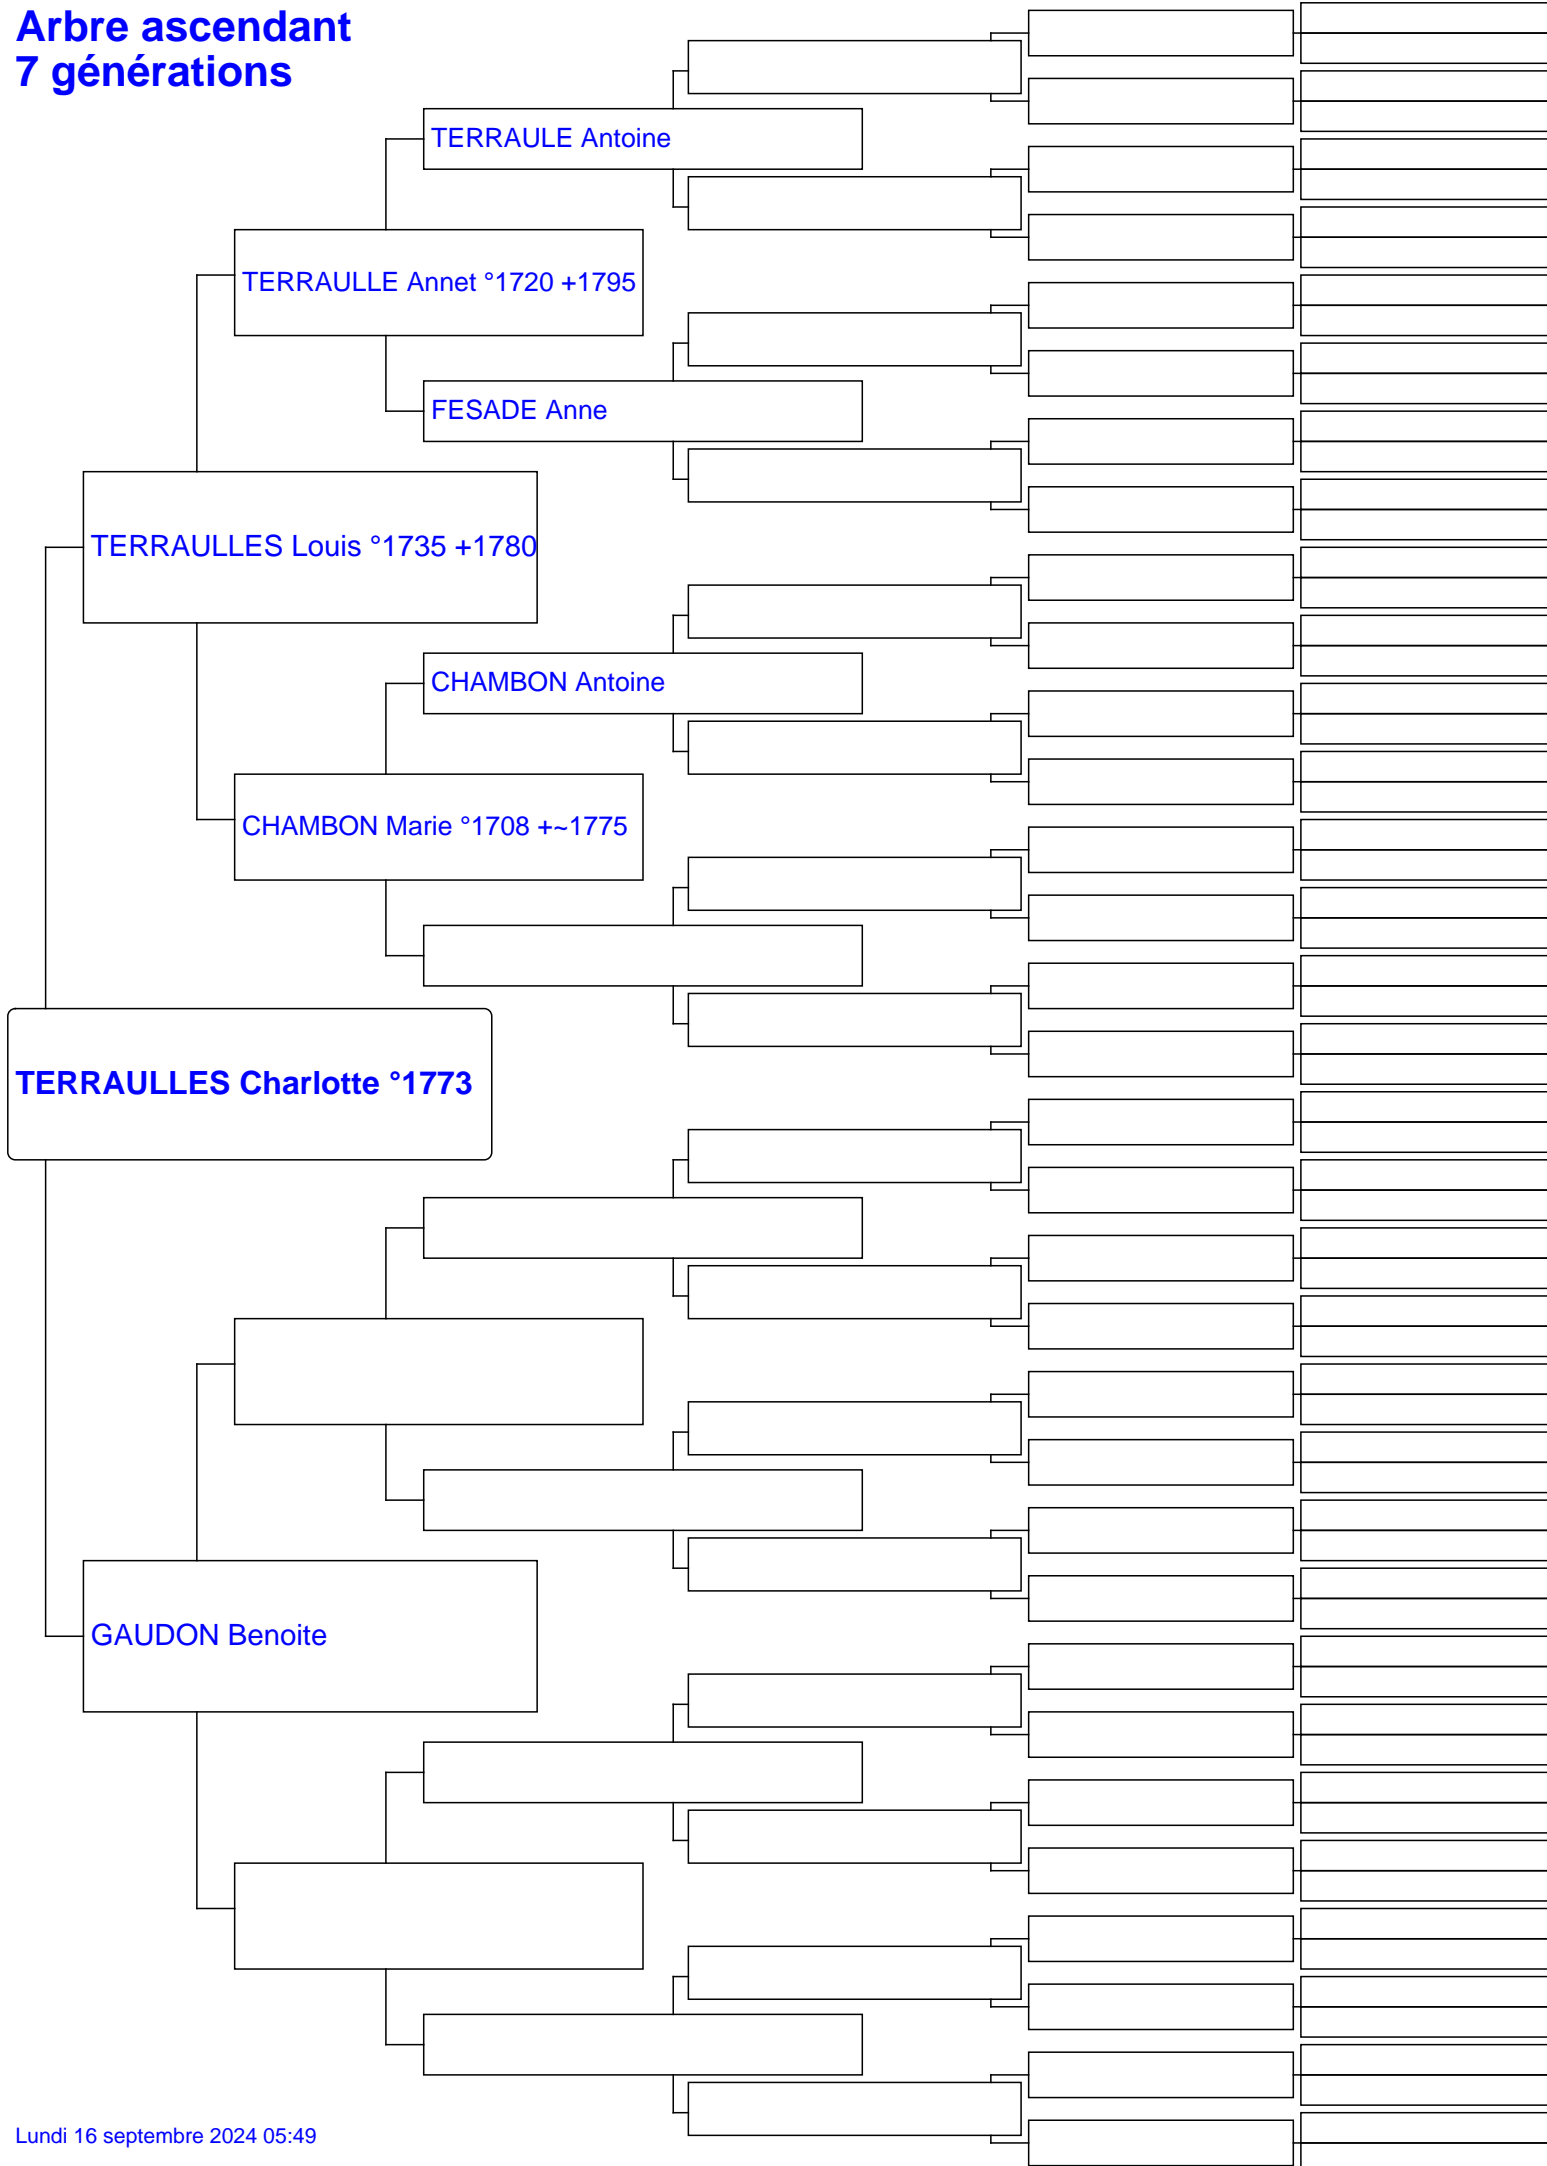 Arbre ascendant
7 générations
TERRAULE Antoine
TERRAULLE Annet °1720 +1795
FESADE Anne
TERRAULLES Louis °1735 +1780
CHAMBON Antoine
CHAMBON Marie °1708 +~1775
TERRAULLES Charlotte °1773
GAUDON Benoite
Lundi 16 septembre 2024 05:49